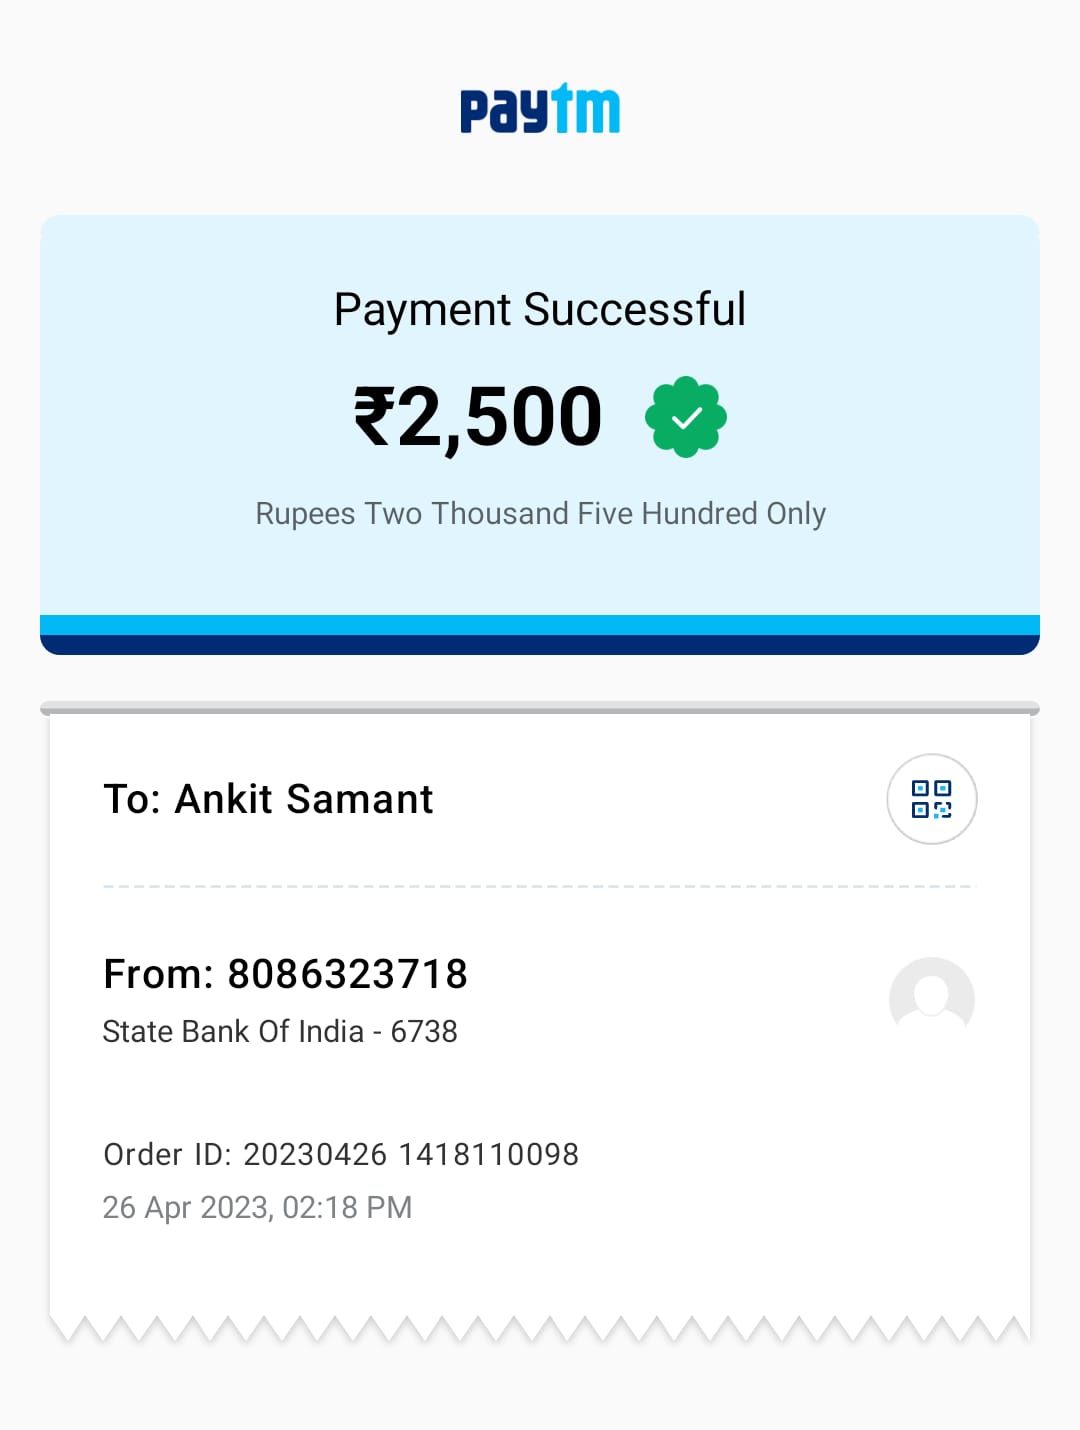 paytm
Payment Successful
₹2,500
Rupees Two Thousand Five Hundred Only
To: Ankit Samant
From: 8086323718
State Bank Of India - 6738
Order ID: 20230426 1418110098
26 Apr 2023, 02:18 PM